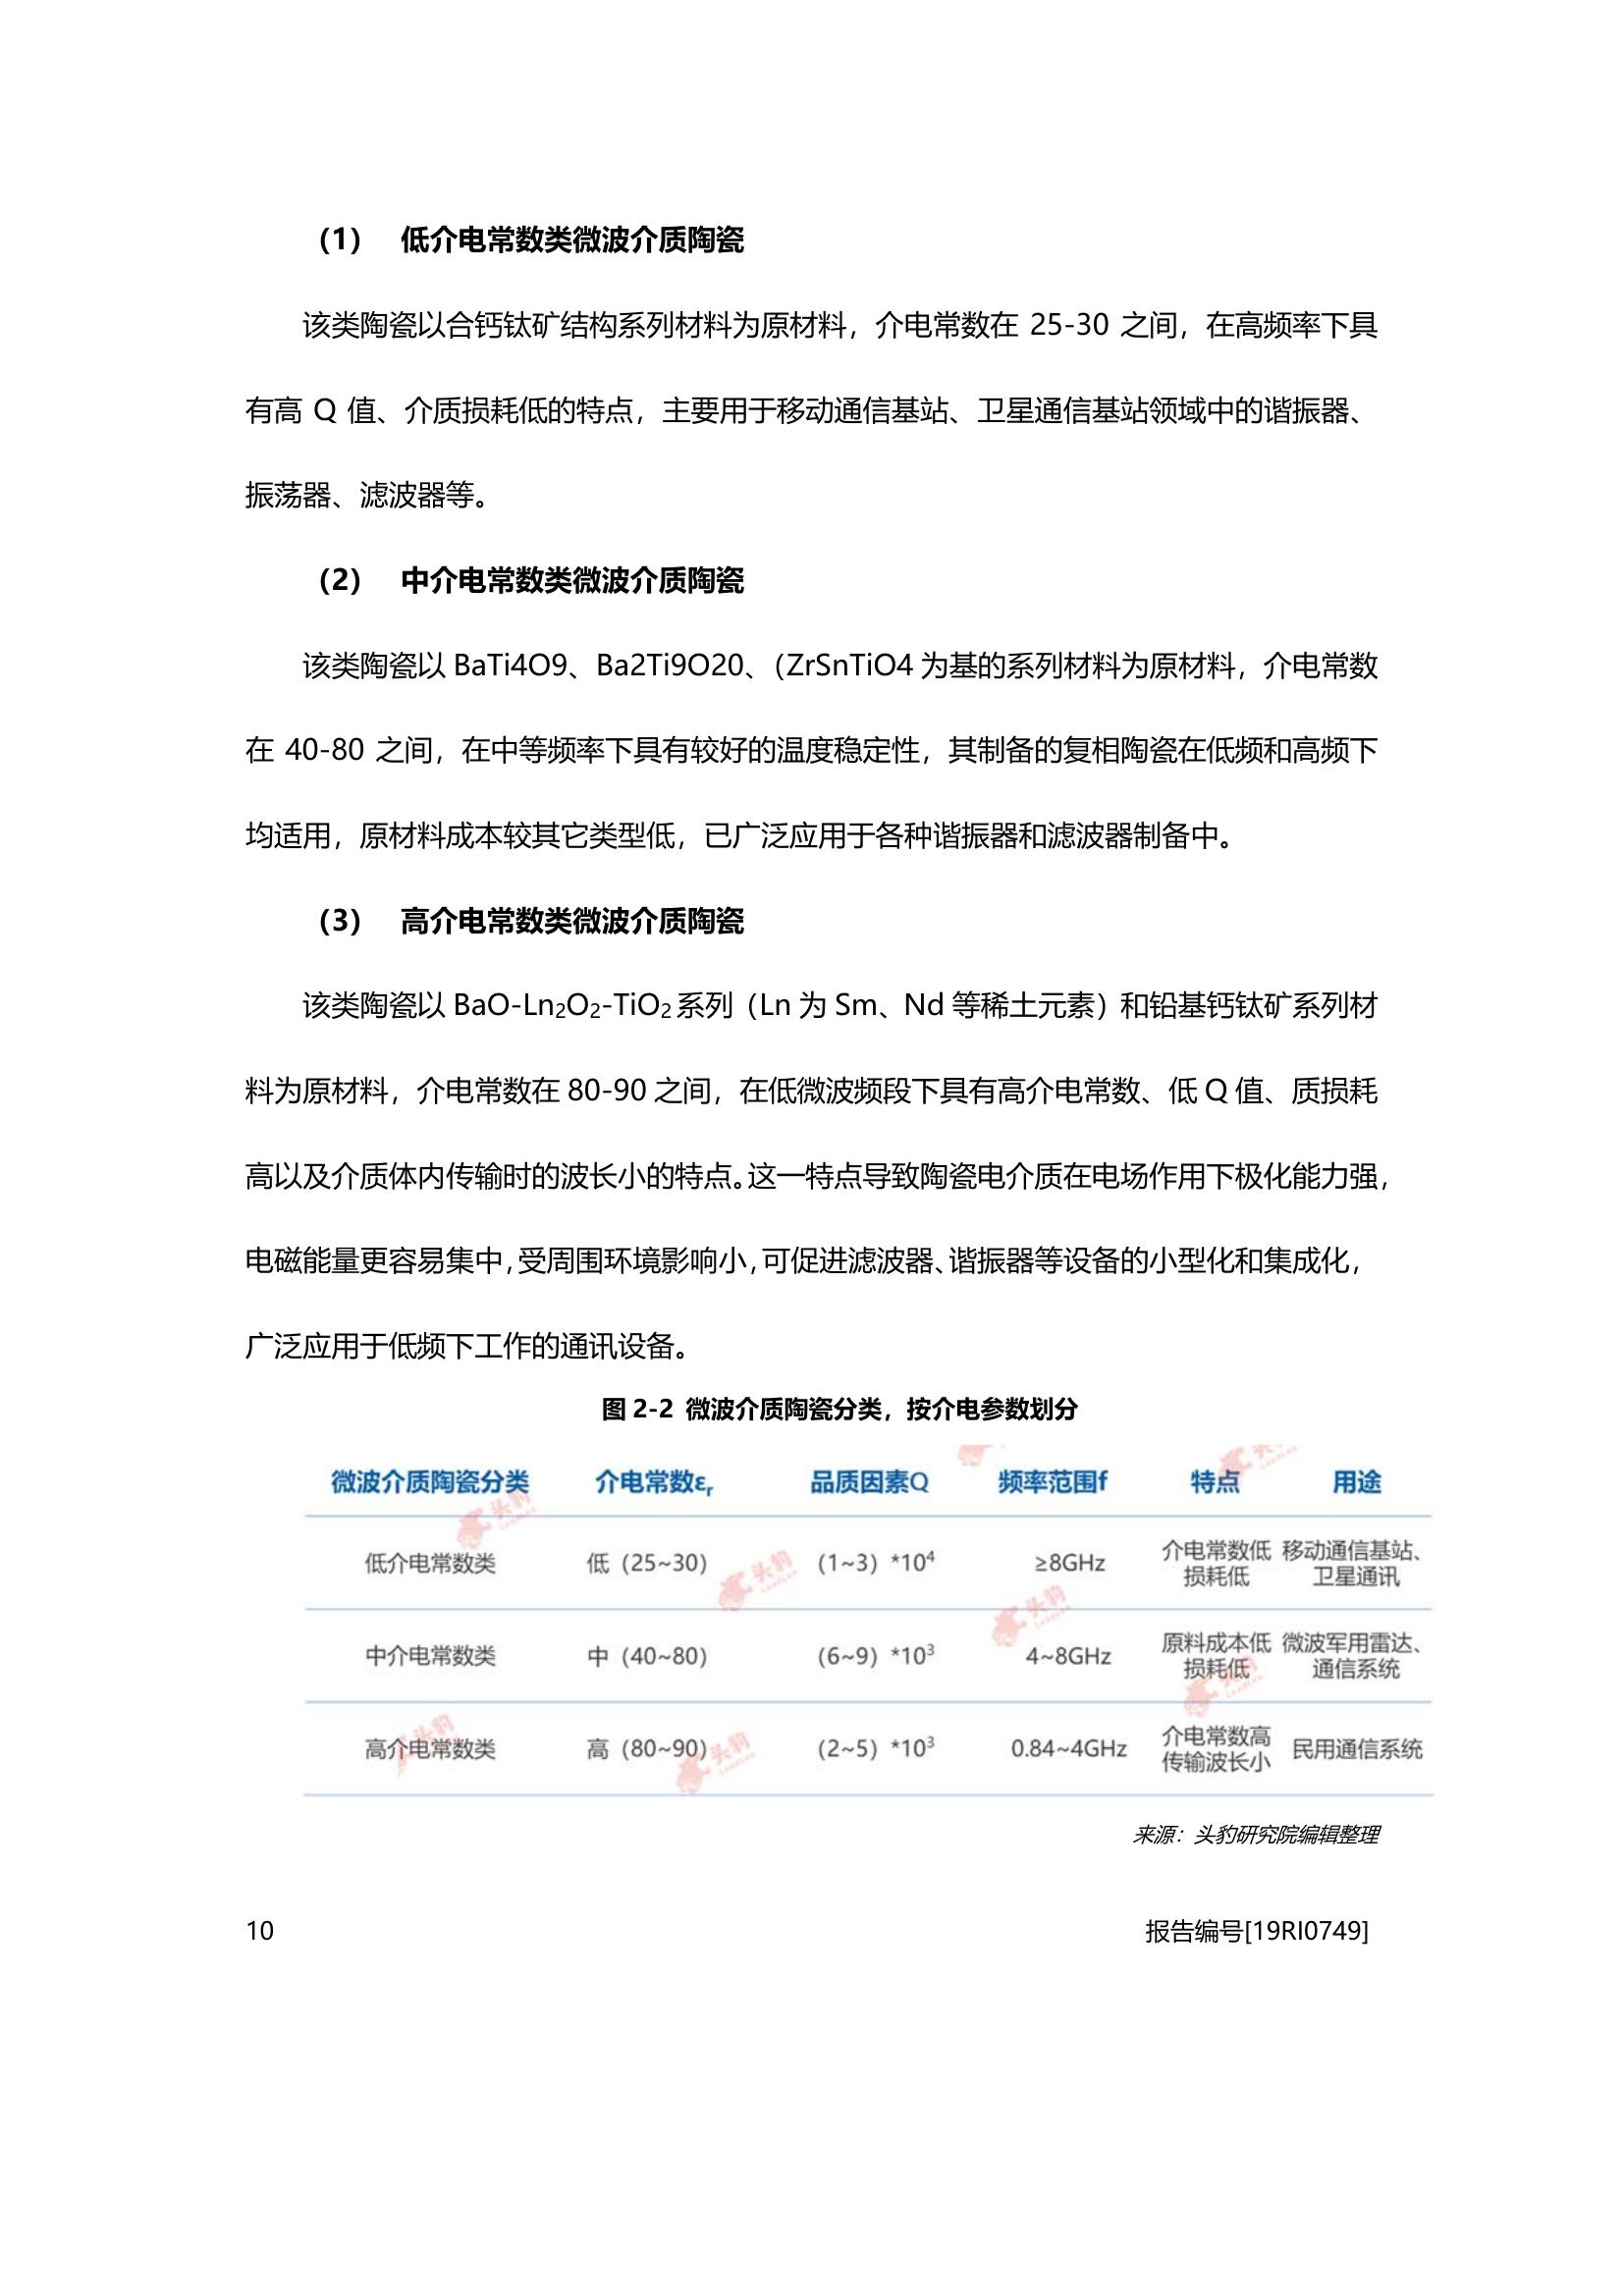 （1） 低介电常数类微波介质陶瓷
该类陶瓷以合钙钛矿结构系列材料为原材料，介电常数在 25-30 之间，在高频率下具
有高 Q 值、介质损耗低的特点，主要用于移动通信基站、卫星通信基站领域中的谐振器、
振荡器、滤波器等。
（2） 中介电常数类微波介质陶瓷
该类陶瓷以 BaTi4O9、Ba2Ti9O20、（ZrSnTiO4 为基的系列材料为原材料，介电常数
在 40-80 之间，在中等频率下具有较好的温度稳定性，其制备的复相陶瓷在低频和高频下
均适用，原材料成本较其它类型低，已广泛应用于各种谐振器和滤波器制备中。
（3） 高介电常数类微波介质陶瓷
该类陶瓷以 BaO-Ln₂O₂-TiO₂系列（Ln 为 Sm、Nd 等稀土元素）和铅基钙钛矿系列材
料为原材料，介电常数在 80-90 之间，在低微波频段下具有高介电常数、低 Q 值、质损耗
高以及介质体内传输时的波长小的特点。这一特点导致陶瓷电介质在电场作用下极化能力强，
电磁能量更容易集中，受周围环境影响小，可促进滤波器、谐振器等设备的小型化和集成化，
广泛应用于低频下工作的通讯设备。
图 2-2 微波介质陶瓷分类，按介电参数划分
微波介质陶瓷分类 介电常数εᵣ 品质因素Q 频率范围f 特点 用途
低介电常数类 低（25~30） （1~3）*10⁴ ≥8GHz 介电常数低 损耗低 移动通信基站、卫星通讯
中介电常数类 中（40~80） （6~9）*10³ 4~8GHz 原料成本低 损耗低 微波军用雷达、通信系统
高介电常数类 高（80~90） （2~5）*10³ 0.84~4GHz 介电常数高 传输波长小 民用通信系统
来源：头豹研究院编辑整理
10 报告编号[19RI0749]